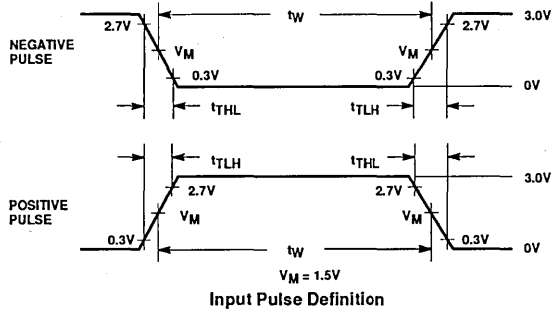 tW
3.0V
2.7V
2.7V
NEGATIVE
PULSE
VM
VM
0.3V
0.3V
0V
tTHL
tTLH
tTLH
tTHL
3.0V
2.7V
2.7V
POSITIVE
PULSE
VM
VM
0.3V
0.3V
0V
tW
VM = 1.5V
Input Pulse Definition